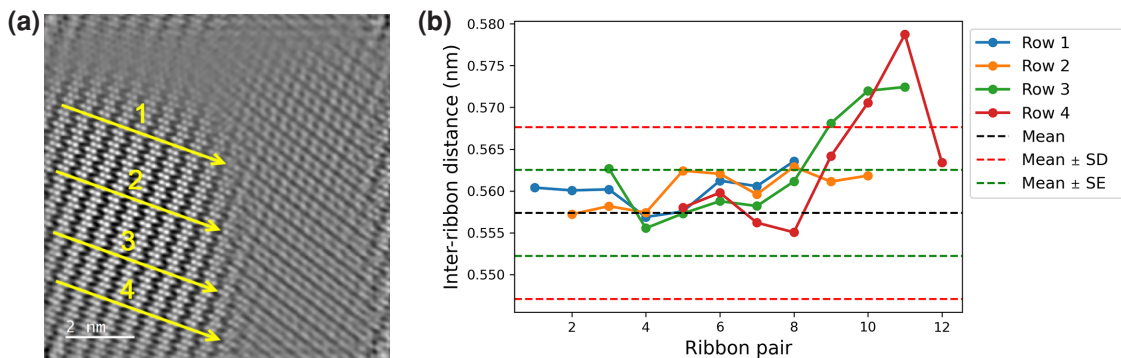 (a)
1
2
3
4
2 nm
(b)
Inter-ribbon distance (nm)
0.580
0.575
0.570
0.565
0.560
0.555
0.550
2 4 6 8 10 12
Ribbon pair
Row 1
Row 2
Row 3
Row 4
Mean
Mean ± SD
Mean ± SE